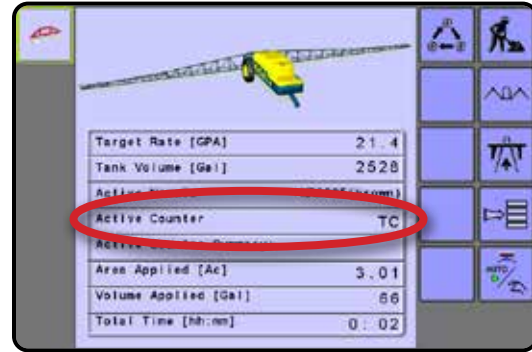 Target Rate [GPA] 21.4
Tank Volume [Gal] 2528
Active Counter TC
Area Applied [Ac] 3.01
Volume Applied [Gal] 66
Total Time [hh:mm] 0:02
AUTO